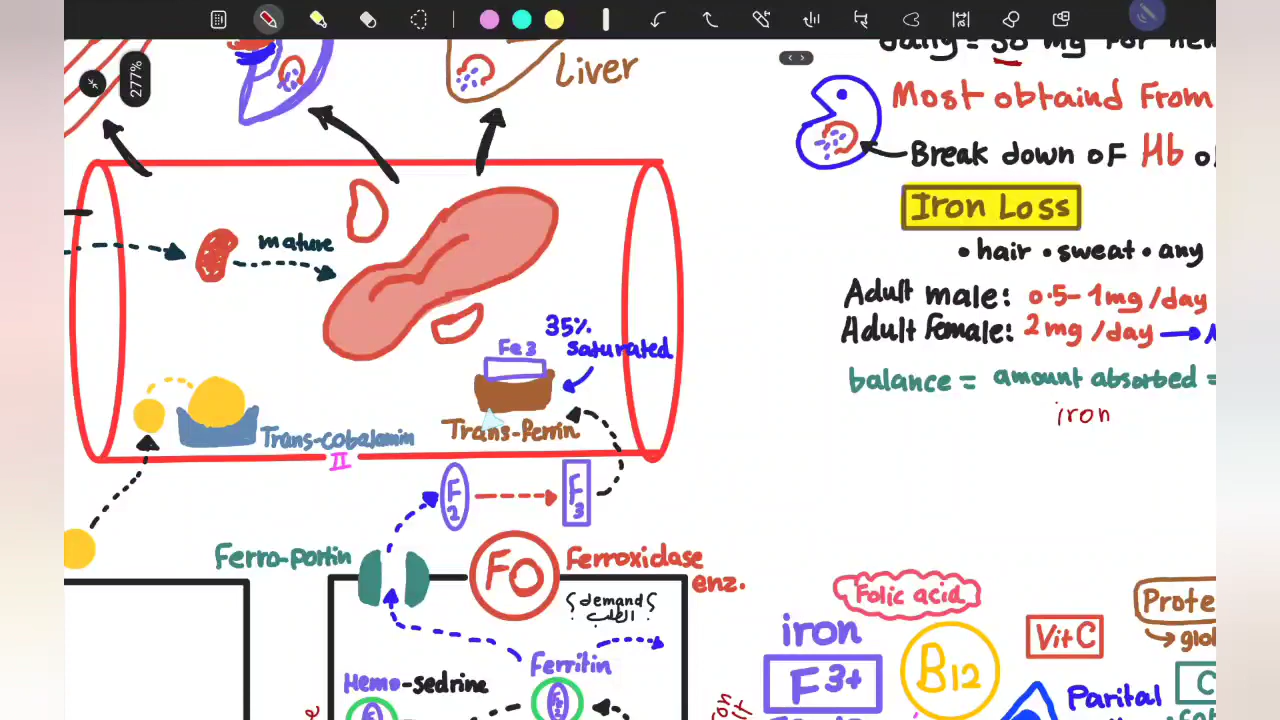 277%
Liver
daily = 30 mg for new
Most obtaind From
Break down oF Hb of
Iron Loss
• hair • sweat • any
Adult male: 0.5-1mg/day
Adult Female: 2mg/day →
balance = amount absorbed =
iron
mature
35%
saturated
Fe3
Trans-cobalamin
II
Trans-Ferrin
F2
F3
Ferro-portin
FO
Ferroxidase
enz.
؟ demand ؟
الطلب
Ferritin
Hemo-sedrine
Folic acid
iron
F3+
B12
Vit C
Prote
glo
Parital